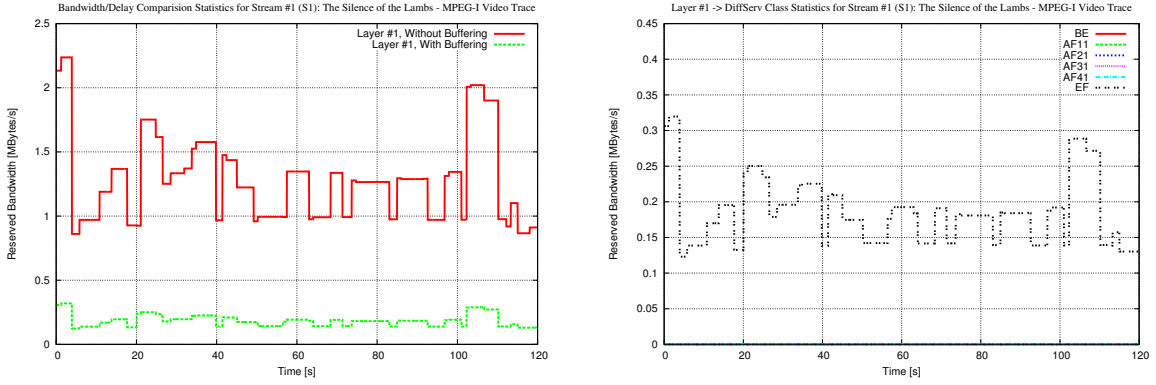 Bandwidth/Delay Comparision Statistics for Stream #1 (S1): The Silence of the Lambs - MPEG-I Video Trace
2.5
2
1.5
1
0.5
0
0
20
40
60
80
100
120
Reserved Bandwidth [MBytes/s]
Time [s]
Layer #1, Without Buffering
Layer #1, With Buffering
Layer #1 -> DiffServ Class Statistics for Stream #1 (S1): The Silence of the Lambs - MPEG-I Video Trace
0.45
0.4
0.35
0.3
0.25
0.2
0.15
0.1
0.05
0
0
20
40
60
80
100
120
Reserved Bandwidth [MBytes/s]
Time [s]
BE
AF11
AF21
AF31
AF41
EF